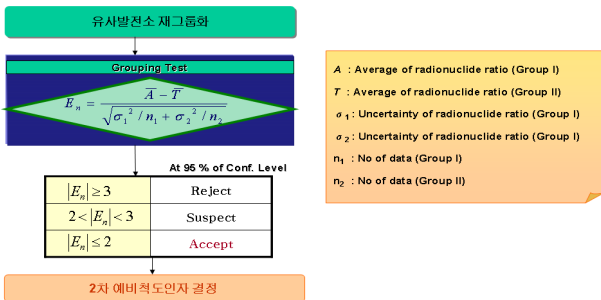 유사발전소 재그룹화
Grouping Test
E_n = (A̅ − T̅) / √(σ₁² / n₁ + σ₂² / n₂)
At 95 % of Conf. Level
|E_n| ≥ 3 Reject
2 < |E_n| < 3 Suspect
|E_n| ≤ 2 Accept
2차 예비척도인자 결정
A : Average of radionuclide ratio (Group I)
T : Average of radionuclide ratio (Group II)
σ₁ : Uncertainty of radionuclide ratio (Group I)
σ₂ : Uncertainty of radionuclide ratio (Group I)
n₁ : No of data (Group I)
n₂ : No of data (Group II)